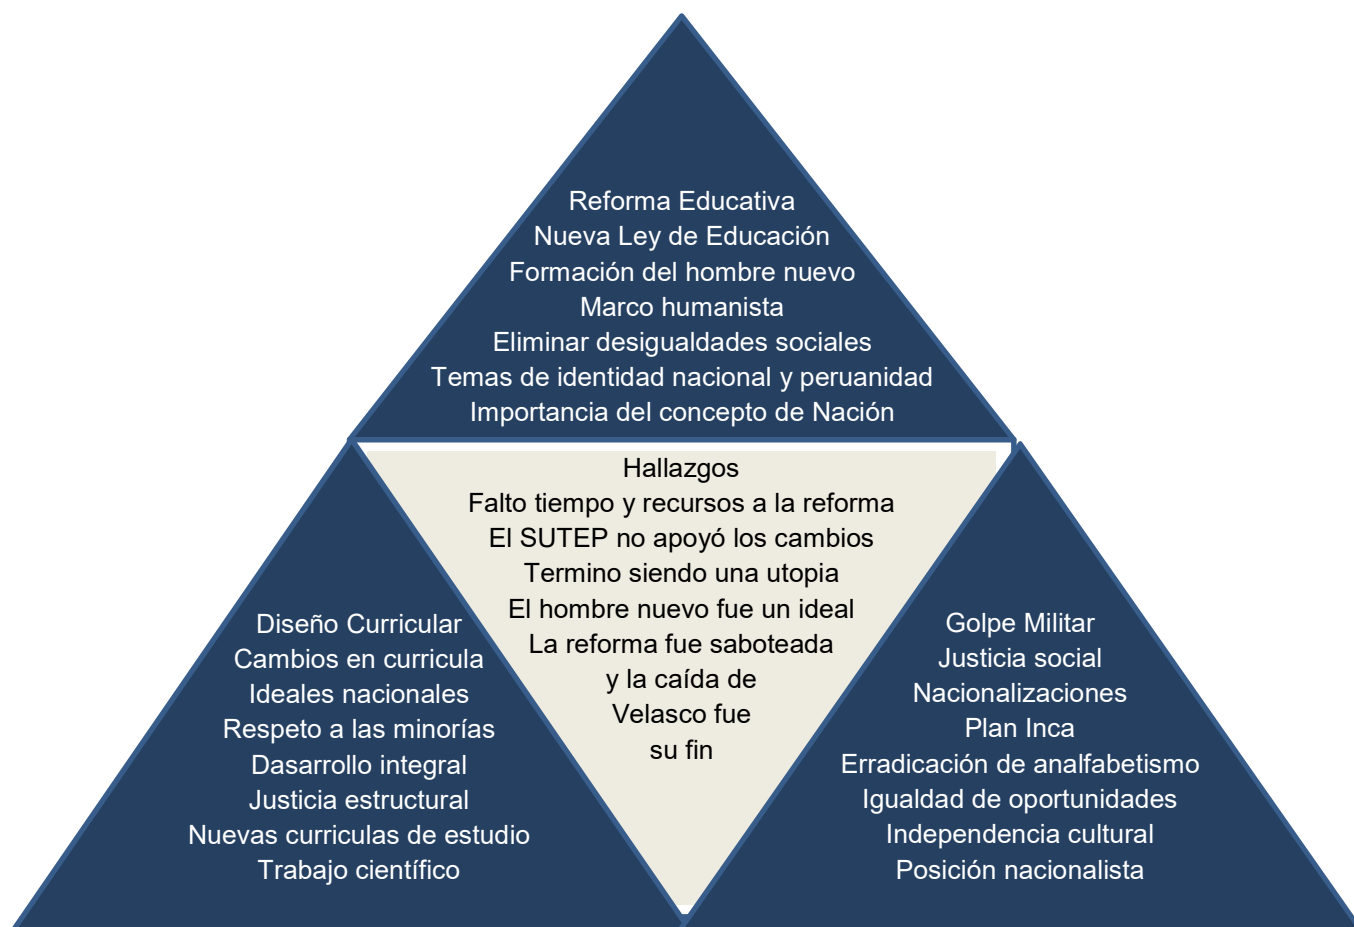 Reforma Educativa
Nueva Ley de Educación
Formación del hombre nuevo
Marco humanista
Eliminar desigualdades sociales
Temas de identidad nacional y peruanidad
Importancia del concepto de Nación
Hallazgos
Falto tiempo y recursos a la reforma
El SUTEP no apoyó los cambios
Termino siendo una utopia
El hombre nuevo fue un ideal
La reforma fue saboteada
y la caída de
Velasco fue
su fin
Diseño Curricular
Cambios en curricula
Ideales nacionales
Respeto a las minorías
Dasarrollo integral
Justicia estructural
Nuevas curriculas de estudio
Trabajo científico
Golpe Militar
Justicia social
Nacionalizaciones
Plan Inca
Erradicación de analfabetismo
Igualdad de oportunidades
Independencia cultural
Posición nacionalista